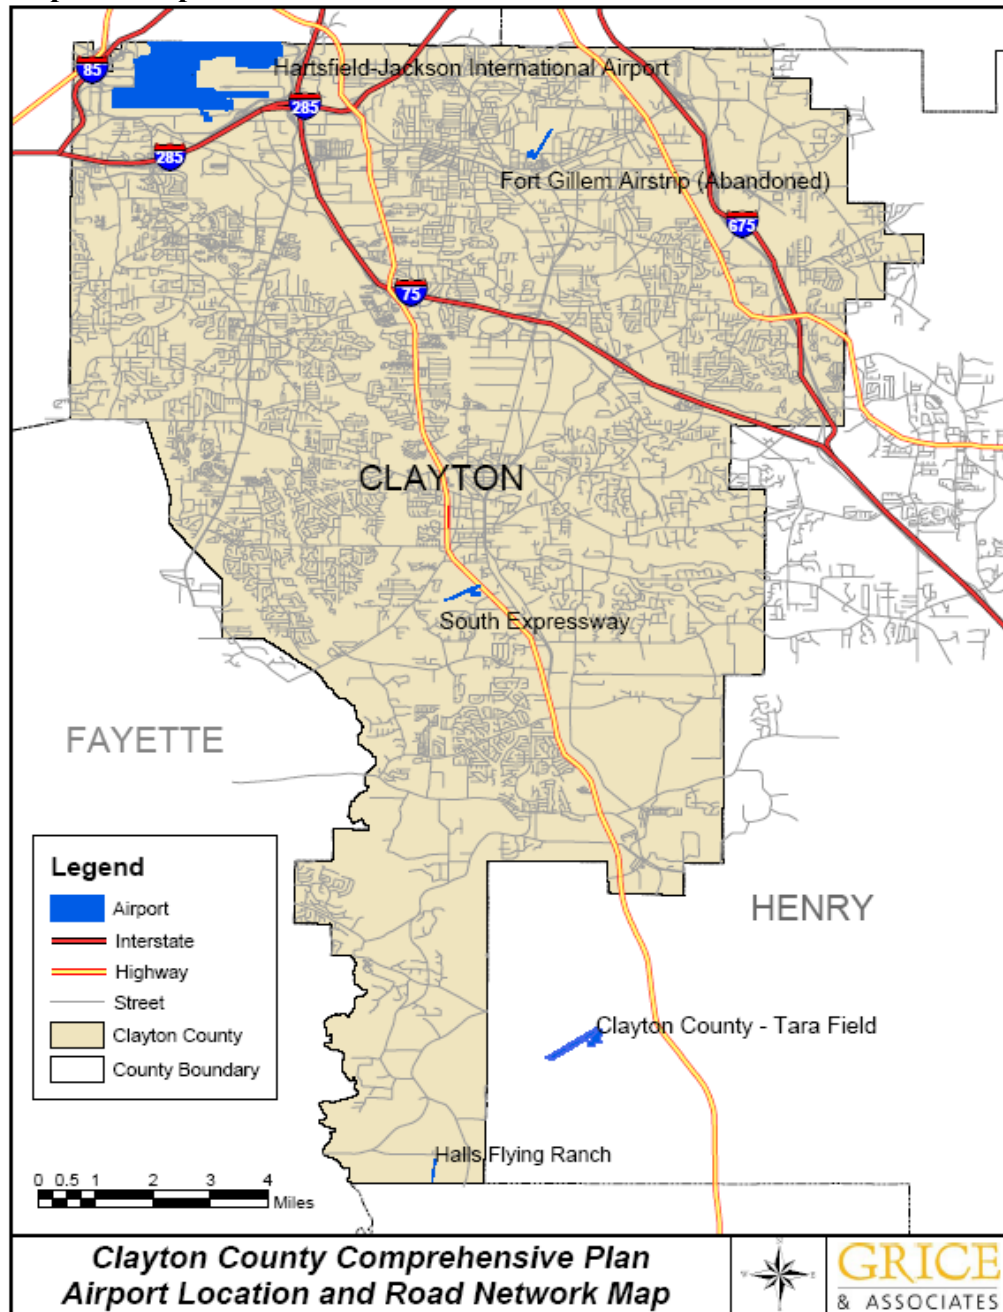 85
Hartsfield-Jackson International Airport
285
285
Fort Gillem Airstrip (Abandoned)
675
75
CLAYTON
South Expressway
FAYETTE
Legend
Airport
Interstate
Highway
Street
Clayton County
County Boundary
HENRY
Clayton County - Tara Field
Halls Flying Ranch
0 0.5 1 2 3 4
Miles
Clayton County Comprehensive Plan
Airport Location and Road Network Map
GRICE
& ASSOCIATES